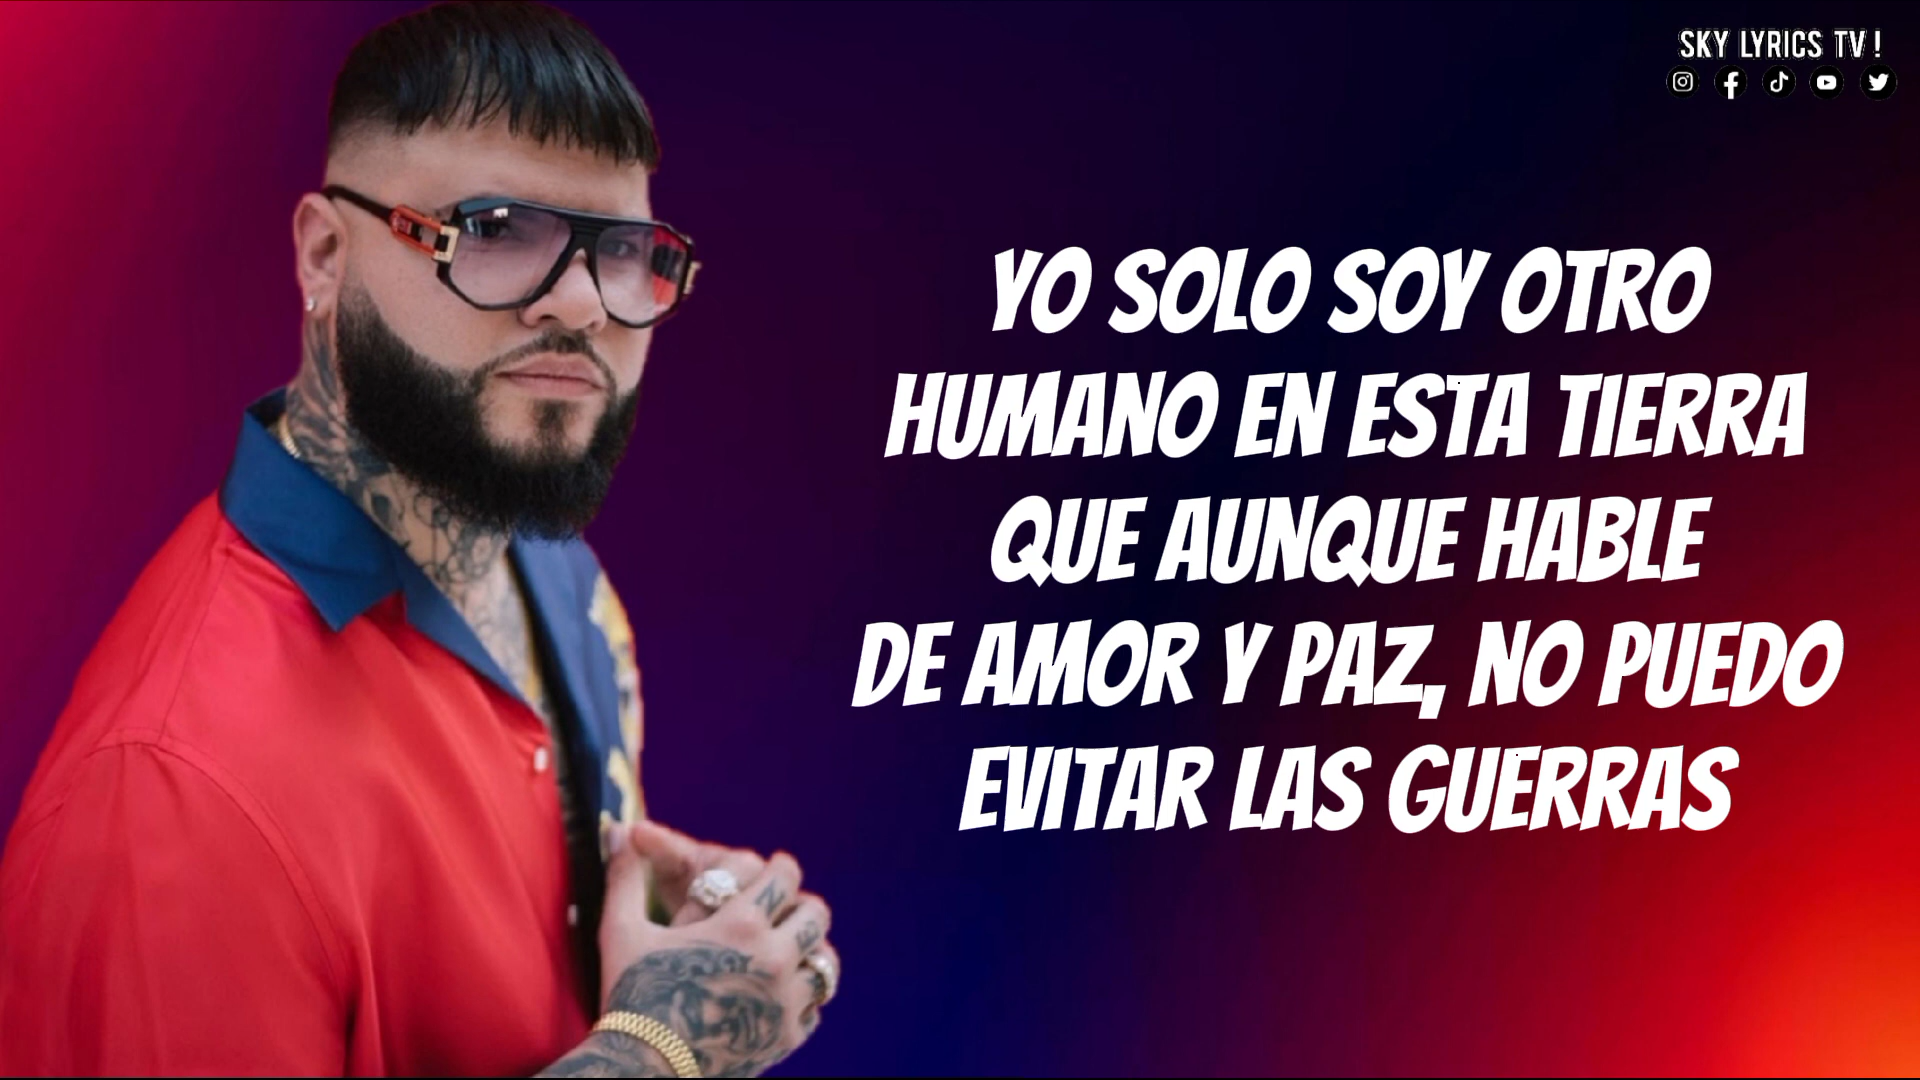 SKY LYRICS TV !
YO SOLO SOY OTRO
HUMANO EN ESTA TIERRA
QUE AUNQUE HABLE
DE AMOR Y PAZ, NO PUEDO
EVITAR LAS GUERRAS